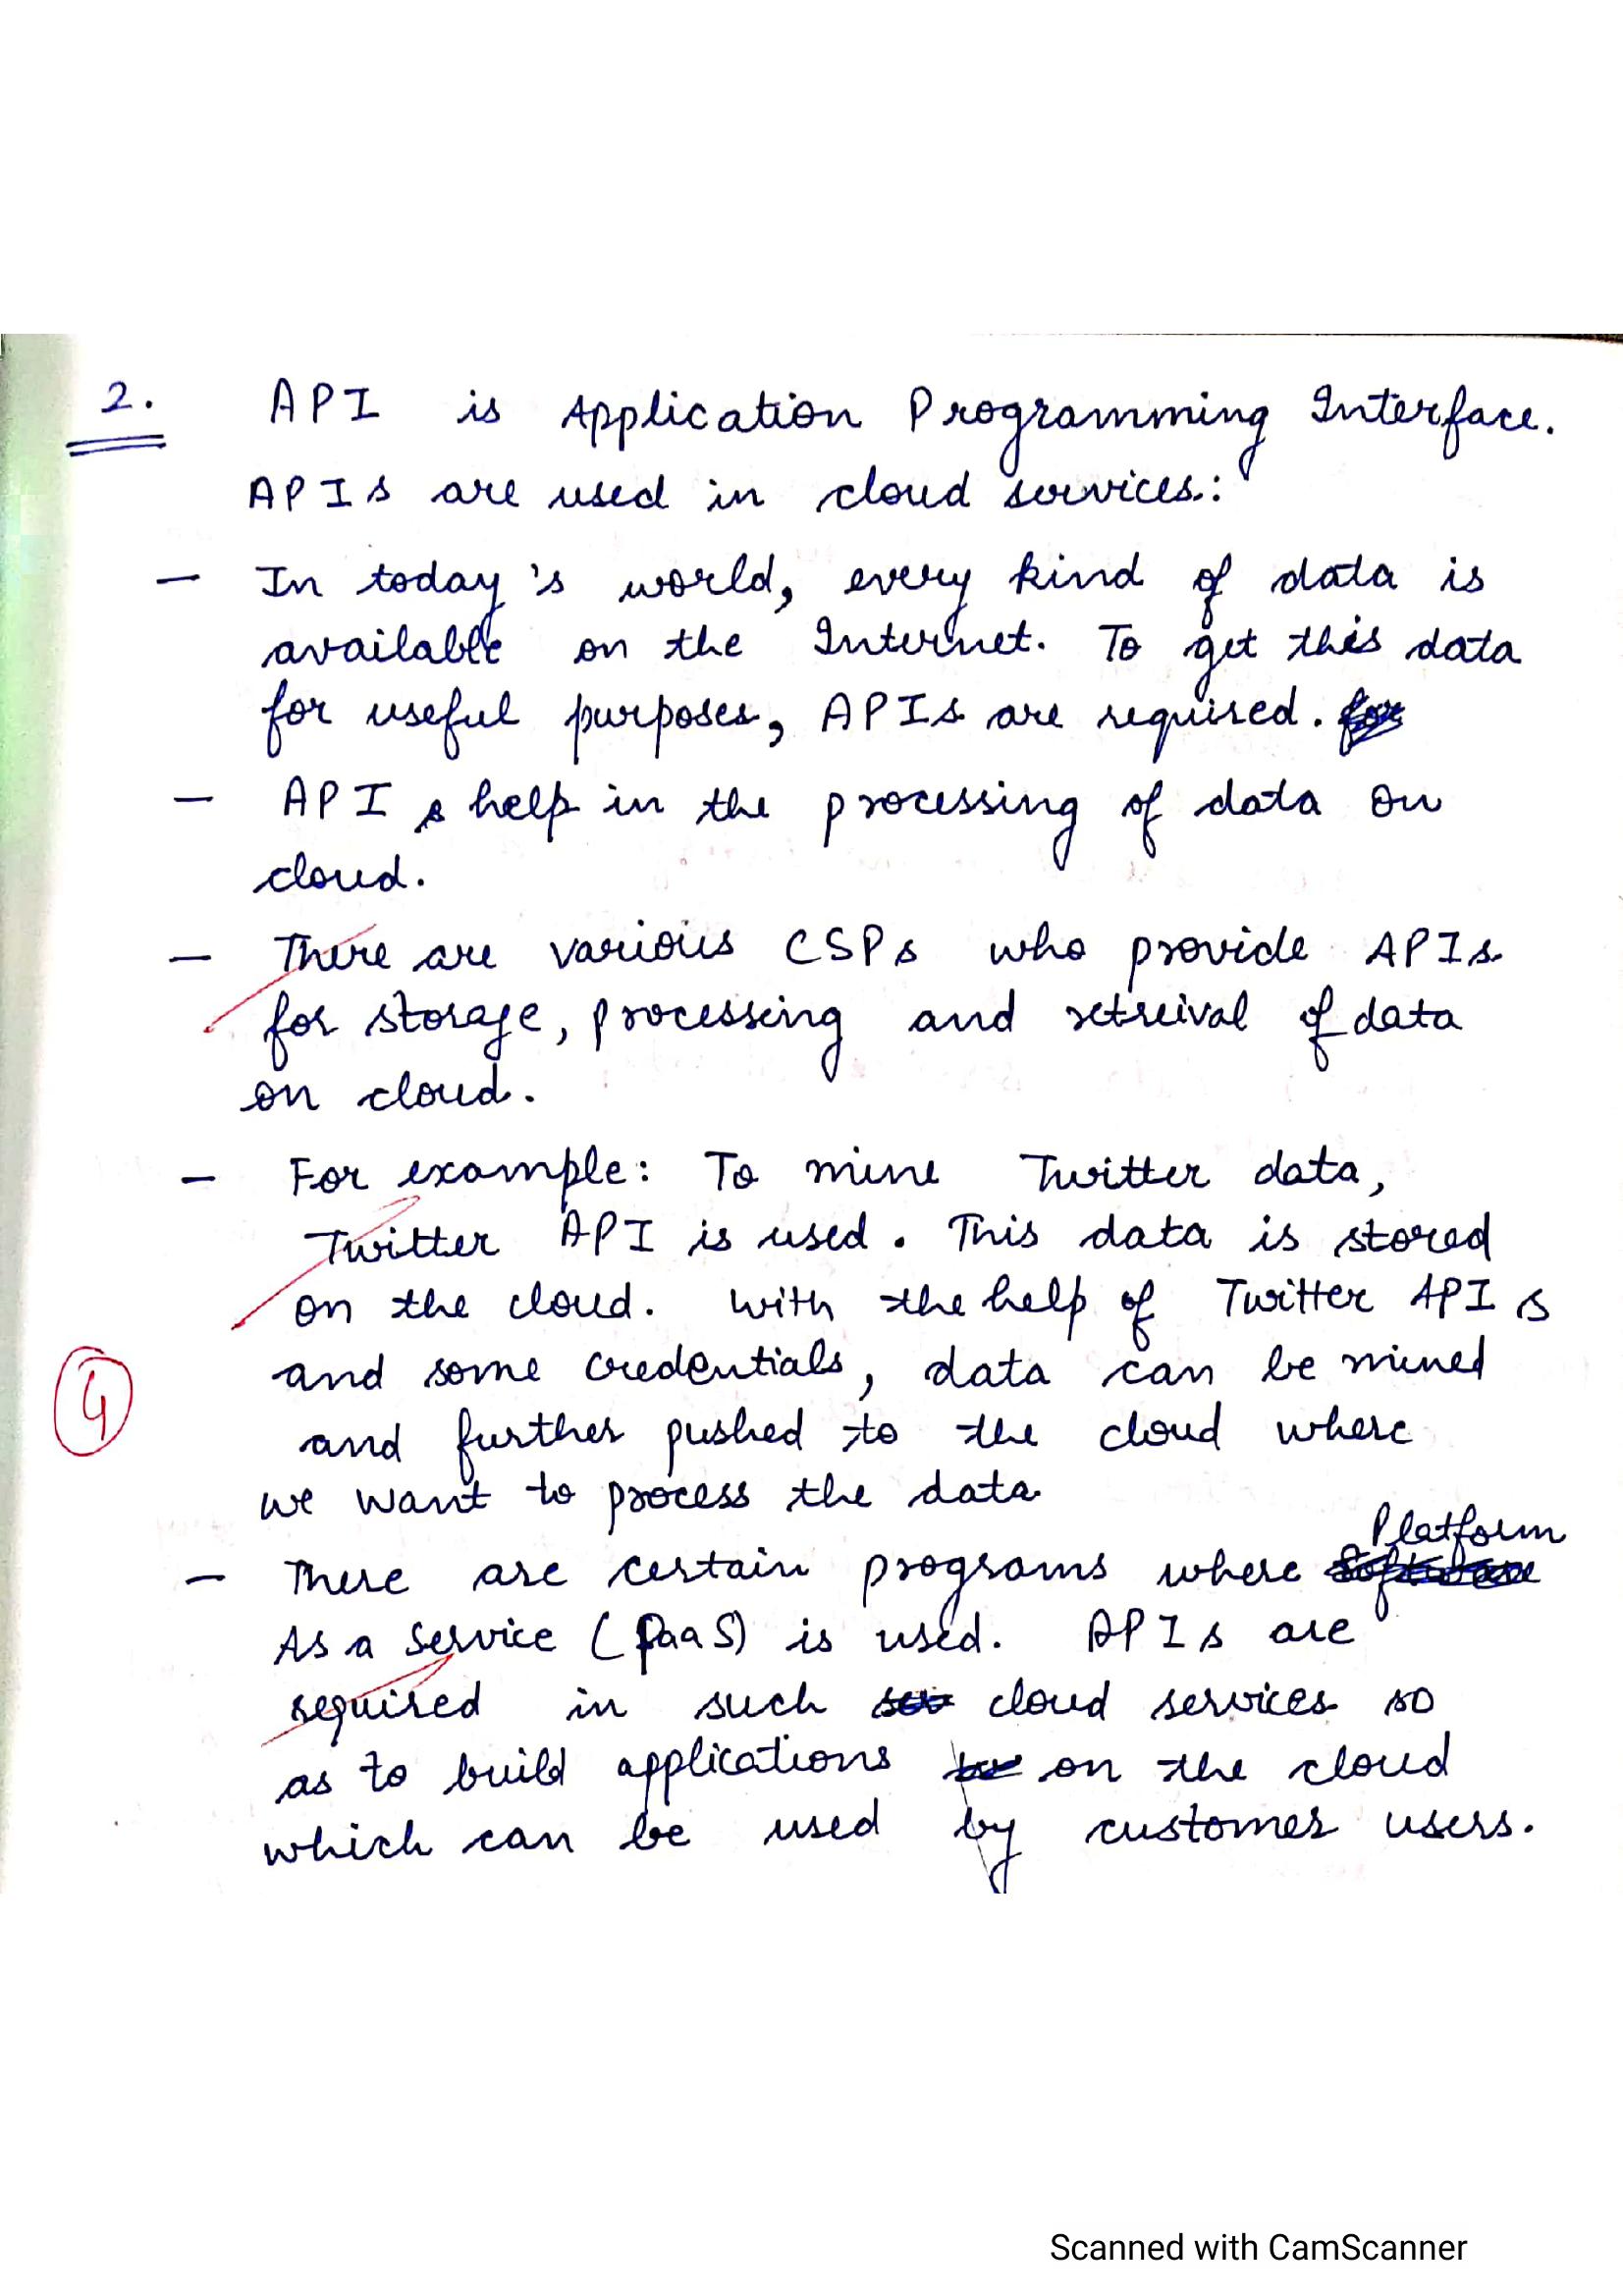 2. API is Application Programming Interface.
APIs are used in cloud services:
- In today's world, every kind of data is
available on the Internet. To get this data
for useful purposes, APIs are required. for
- APIs help in the processing of data on
cloud.
- There are various CSPs who provide APIs
for storage, processing and retreival of data
on cloud.
- For example: To mine Twitter data,
Twitter API is used. This data is stored
on the cloud. With the help of Twitter APIs
4
and some credentials, data can be mined
and further pushed to the cloud where
we want to process the data
Platform
- There are certain programs where Software
As a Service (PaaS) is used. APIs are
required in such ser cloud services so
as to build applications on the cloud
which can be used by customer users.
Scanned with CamScanner